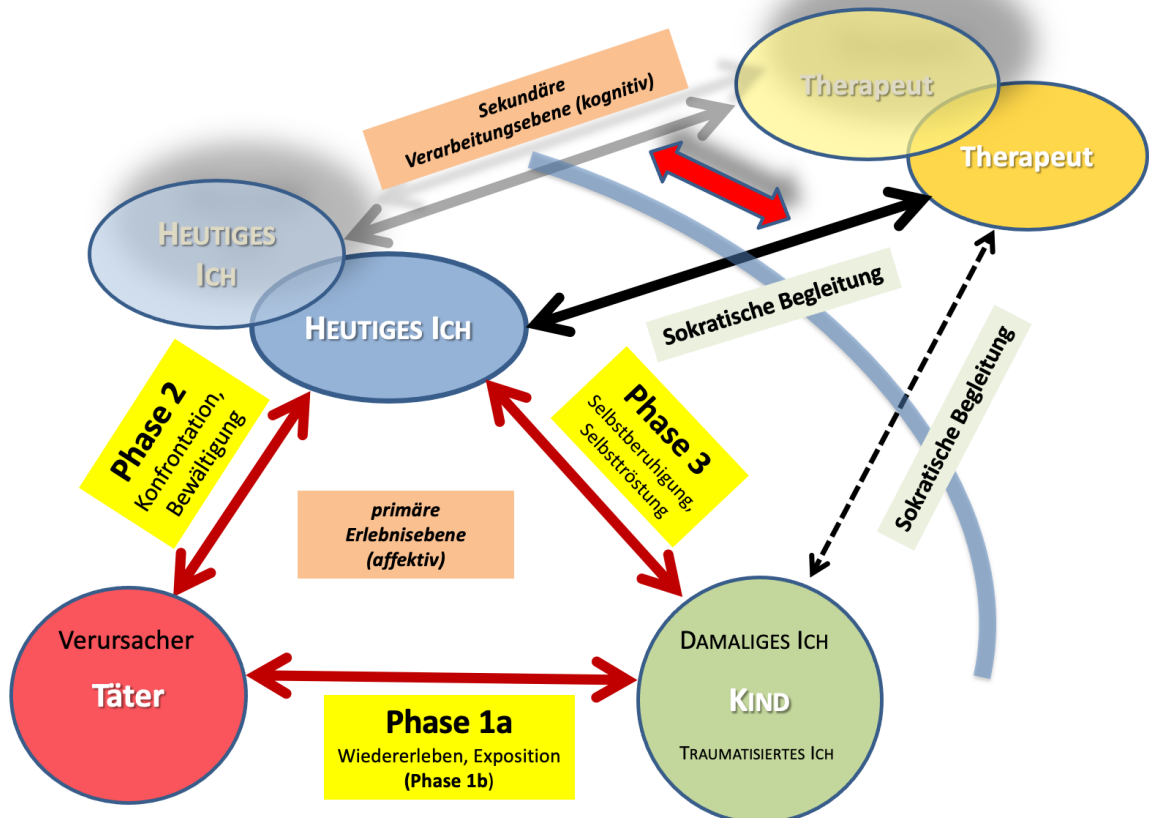 Therapeut
Therapeut
Sekundäre
Verarbeitungsebene (kognitiv)
HEUTIGES
ICH
HEUTIGES ICH
Sokratische Begleitung
Sokratische Begleitung
Phase 2
Konfrontation,
Bewältigung
Phase 3
Selbstberuhigung,
Selbsttröstung
primäre
Erlebnisebene
(affektiv)
Verursacher
Täter
DAMALIGES ICH
KIND
TRAUMATISIERTES ICH
Phase 1a
Wiedererleben, Exposition
(Phase 1b)